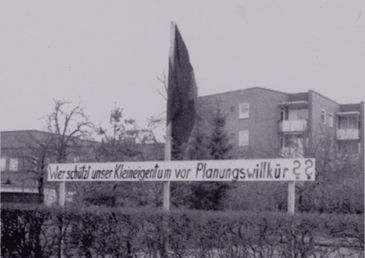 Wer schützt unser Kleineigentum vor Planungswillkür ??